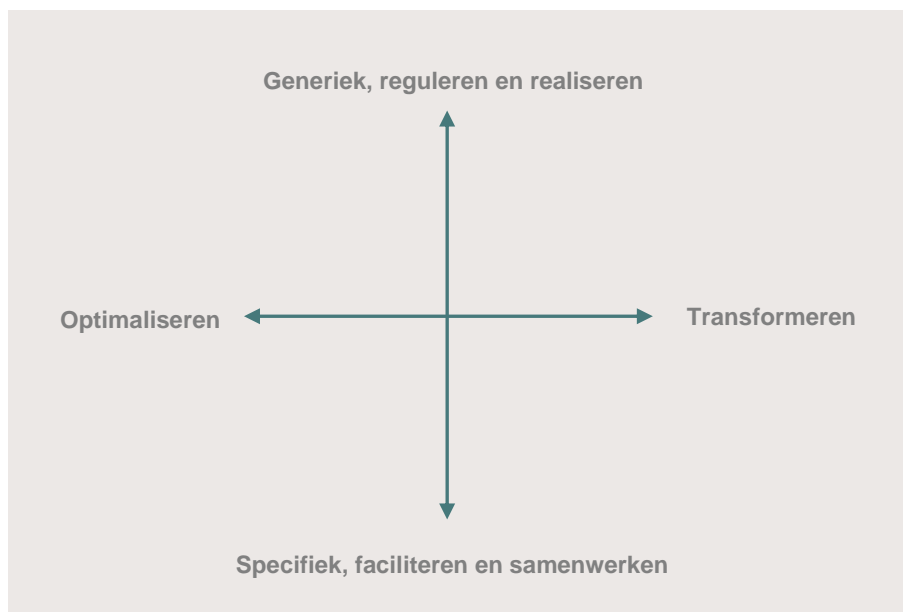 Generiek, reguleren en realiseren
Optimaliseren
Transformeren
Specifiek, faciliteren en samenwerken